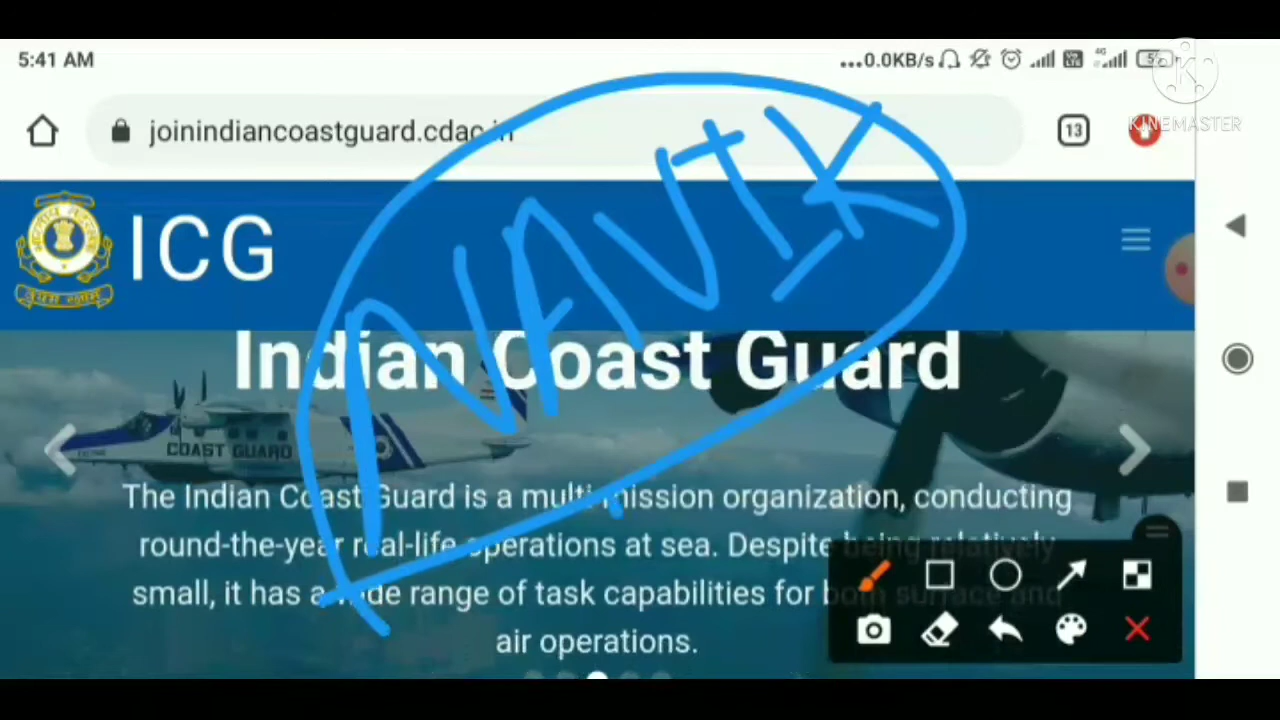 5:41 AM
...0.0KB/s
4G
joinindiancoastguard.cdac.in
13
KINEMASTER
K
ICG
NAVIK
Indian Coast Guard
COAST GUARD
The Indian Coast Guard is a multi mission organization, conducting
round-the-year real-life operations at sea. Despite being relatively
small, it has a wide range of task capabilities for both surface and
air operations.